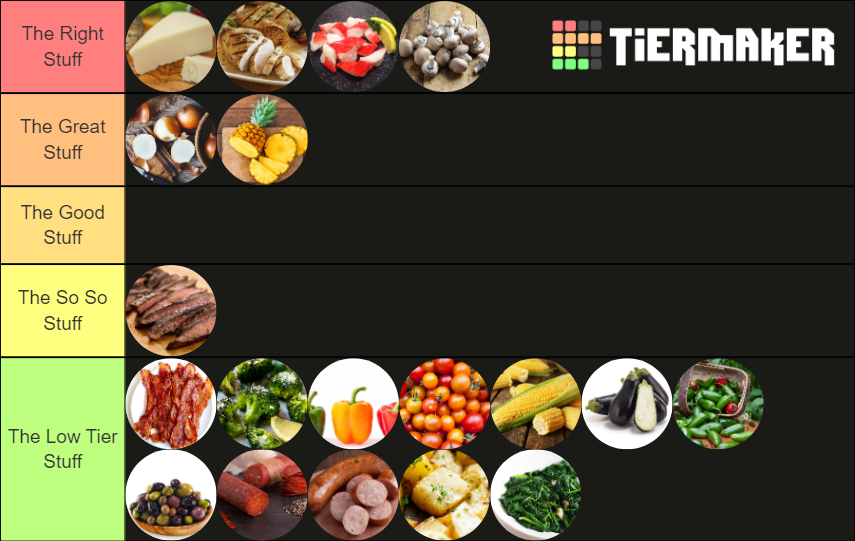 The Right
Stuff
TiERMAKER
The Great
Stuff
The Good
Stuff
The So So
Stuff
The Low Tier
Stuff